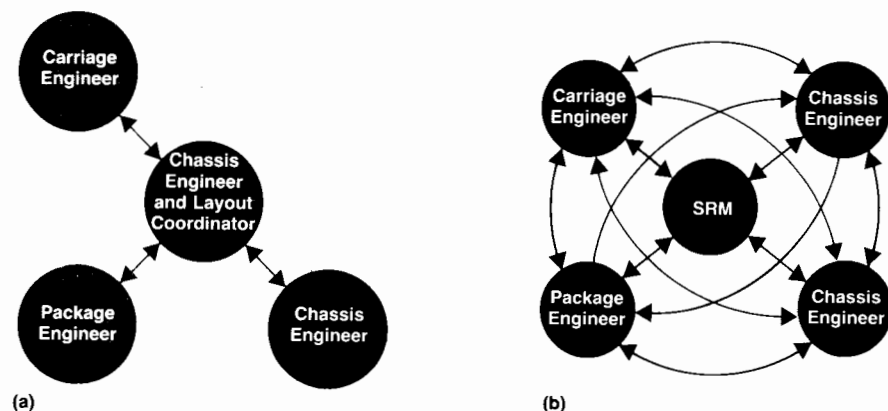 Carriage
Engineer
Chassis
Engineer
and Layout
Coordinator
Package
Engineer
Chassis
Engineer
(a)
Carriage
Engineer
Chassis
Engineer
SRM
Package
Engineer
Chassis
Engineer
(b)